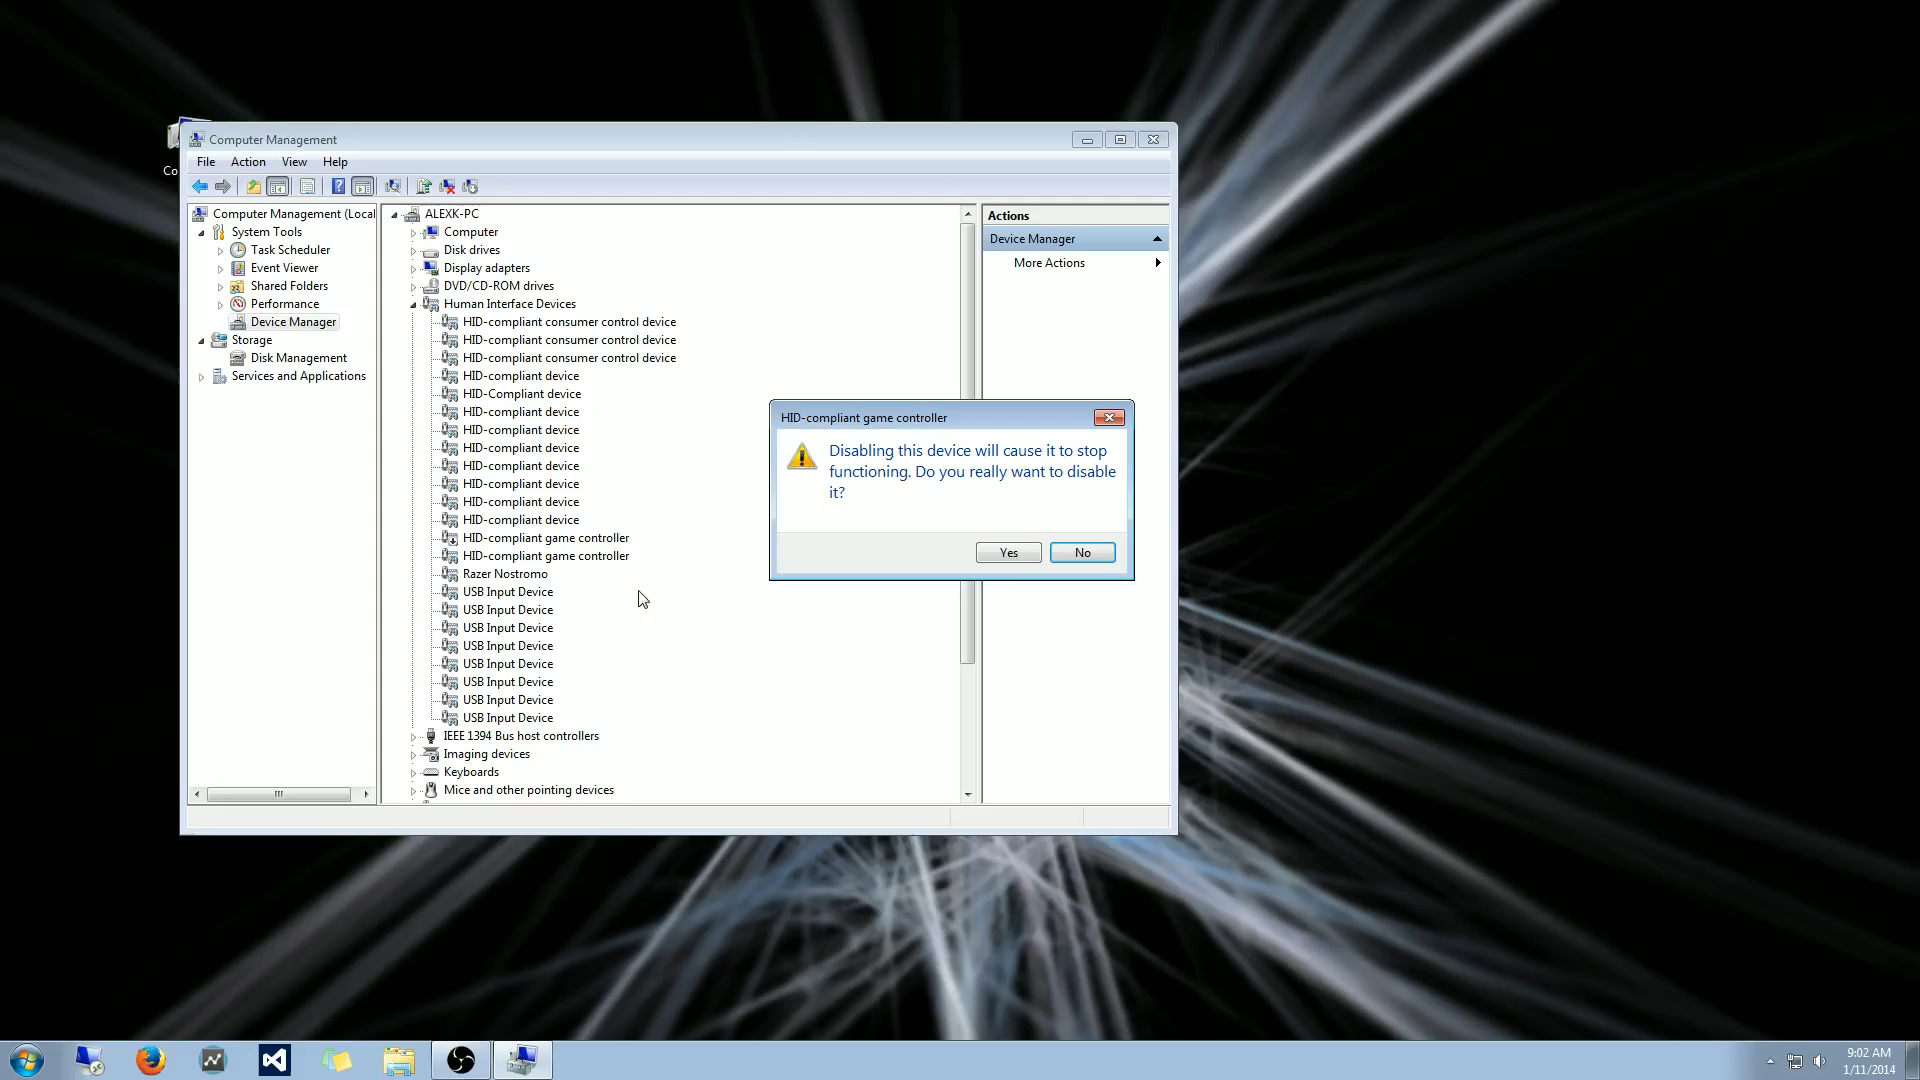 Co
Computer Management
File Action View Help
Computer Management (Local
System Tools
Task Scheduler
Event Viewer
Shared Folders
Performance
Device Manager
Storage
Disk Management
Services and Applications
ALEXK-PC
Computer
Disk drives
Display adapters
DVD/CD-ROM drives
Human Interface Devices
HID-compliant consumer control device
HID-compliant consumer control device
HID-compliant consumer control device
HID-compliant device
HID-Compliant device
HID-compliant device
HID-compliant device
HID-compliant device
HID-compliant device
HID-compliant device
HID-compliant device
HID-compliant device
HID-compliant game controller
HID-compliant game controller
Razer Nostromo
USB Input Device
USB Input Device
USB Input Device
USB Input Device
USB Input Device
USB Input Device
USB Input Device
USB Input Device
IEEE 1394 Bus host controllers
Imaging devices
Keyboards
Mice and other pointing devices
Actions
Device Manager
More Actions
HID-compliant game controller
Disabling this device will cause it to stop
functioning. Do you really want to disable
it?
Yes No
9:02 AM
1/11/2014